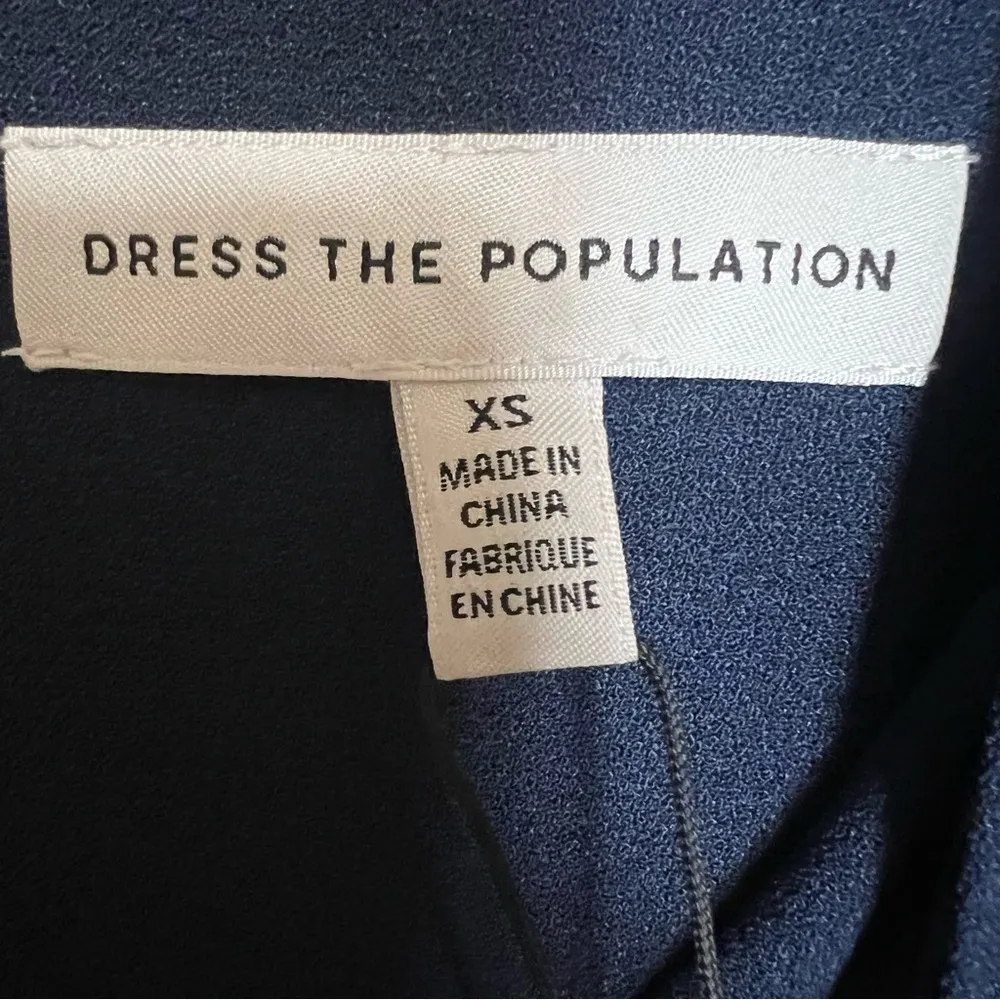 DRESS THE POPULATION
XS
MADE IN
CHINA
FABRIQUE
EN CHINE